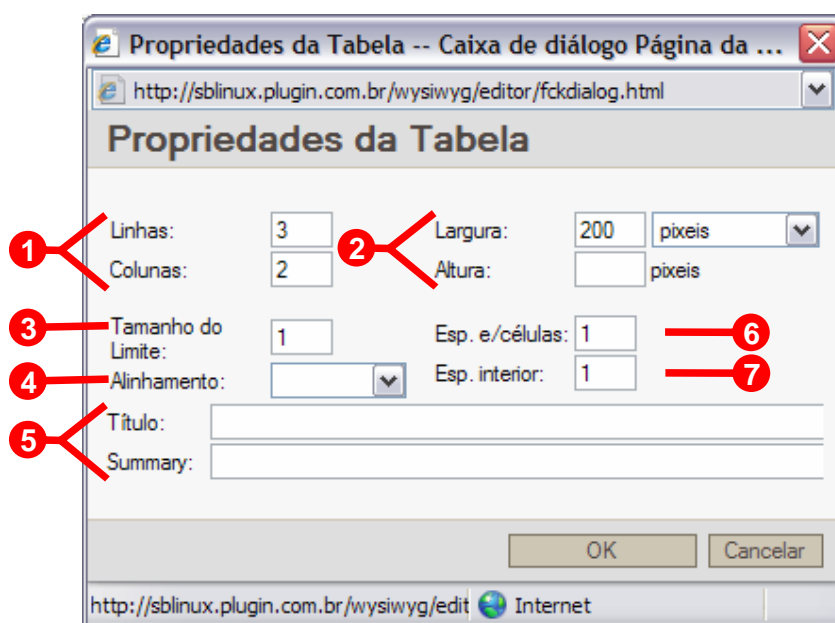 Propriedades da Tabela -- Caixa de diálogo Página da ...
http://sblinux.plugin.com.br/wysiwyg/editor/fckdialog.html
Propriedades da Tabela
1 Linhas: 3 2 Largura: 200 pixeis
Colunas: 2 Altura: pixeis
3 Tamanho do Limite: 1 Esp. e/células: 1 6
4 Alinhamento: Esp. interior: 1 7
5 Título:
Summary:
OK Cancelar
http://sblinux.plugin.com.br/wysiwyg/edit Internet